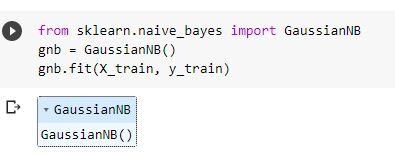 from sklearn.naive_bayes import GaussianNB
gnb = GaussianNB()
gnb.fit(X_train, y_train)
GaussianNB
GaussianNB()